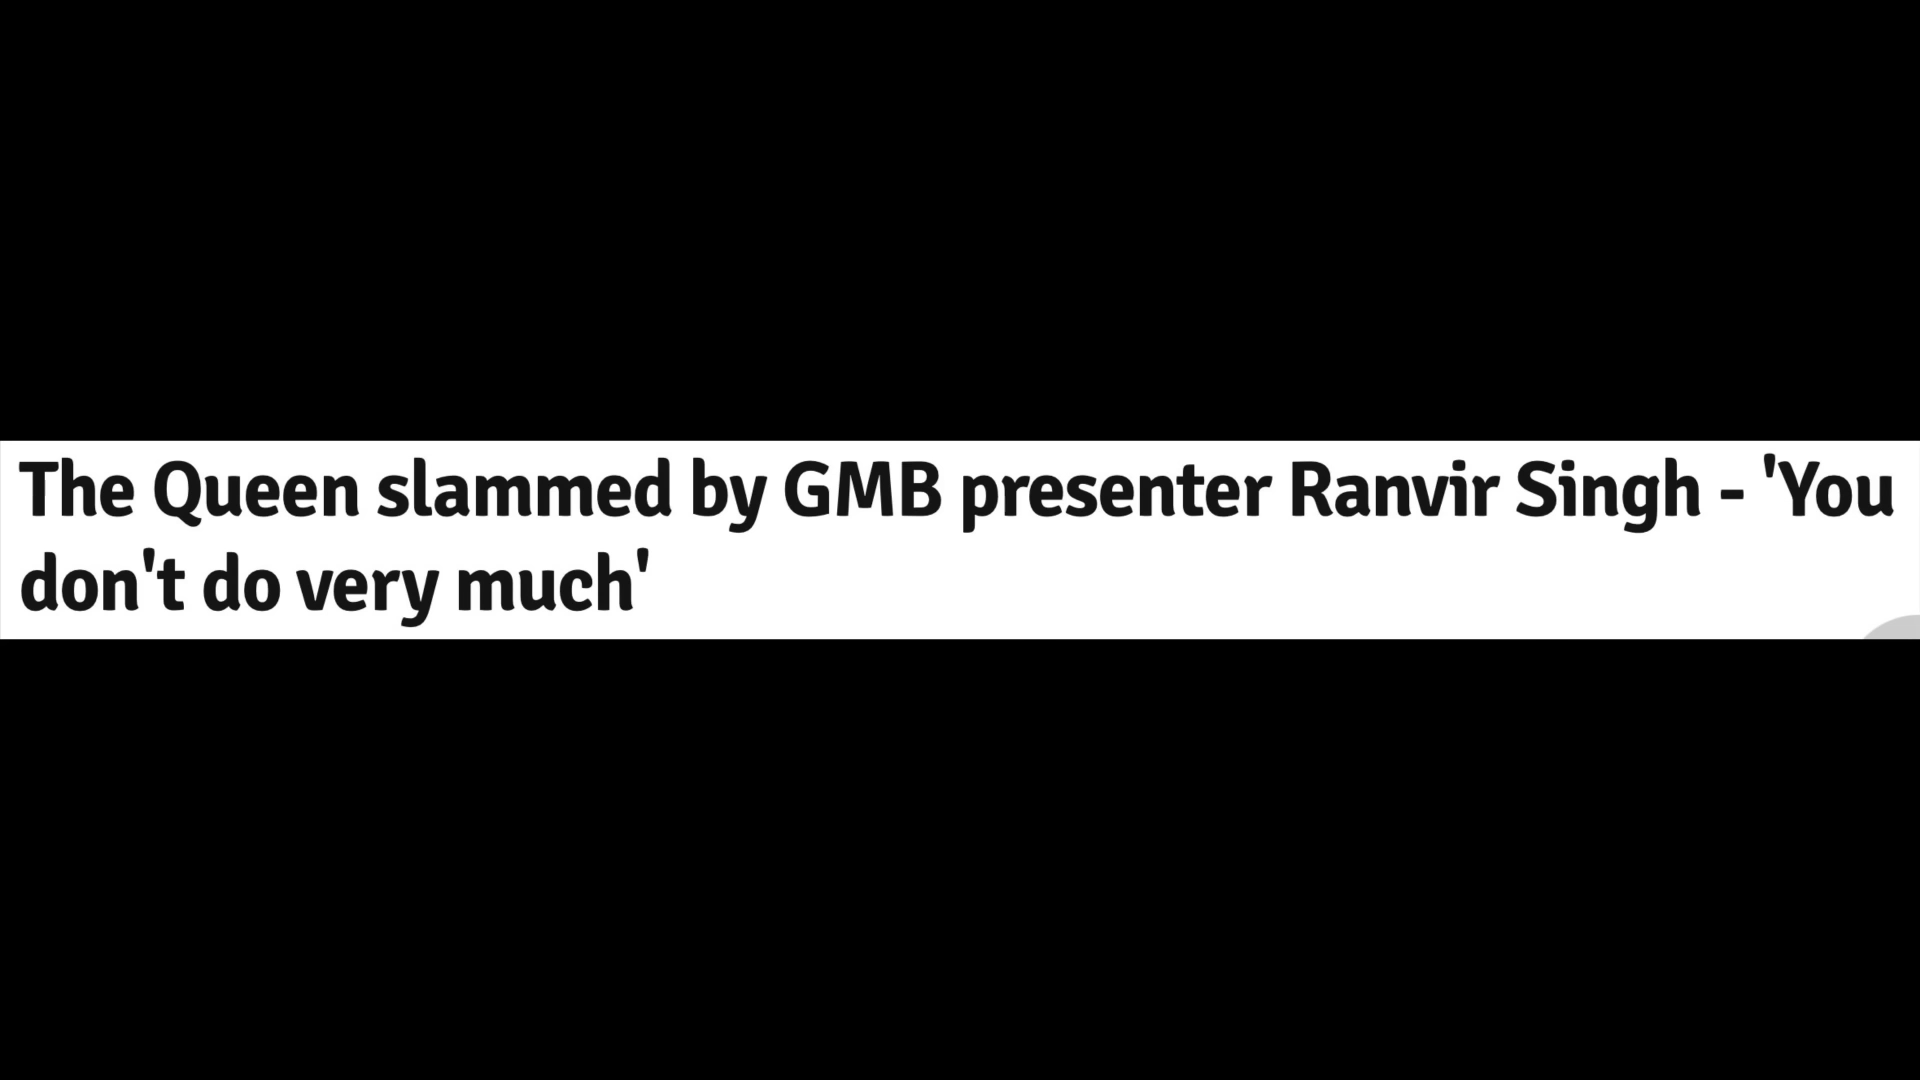 The Queen slammed by GMB presenter Ranvir Singh - 'You
don't do very much'